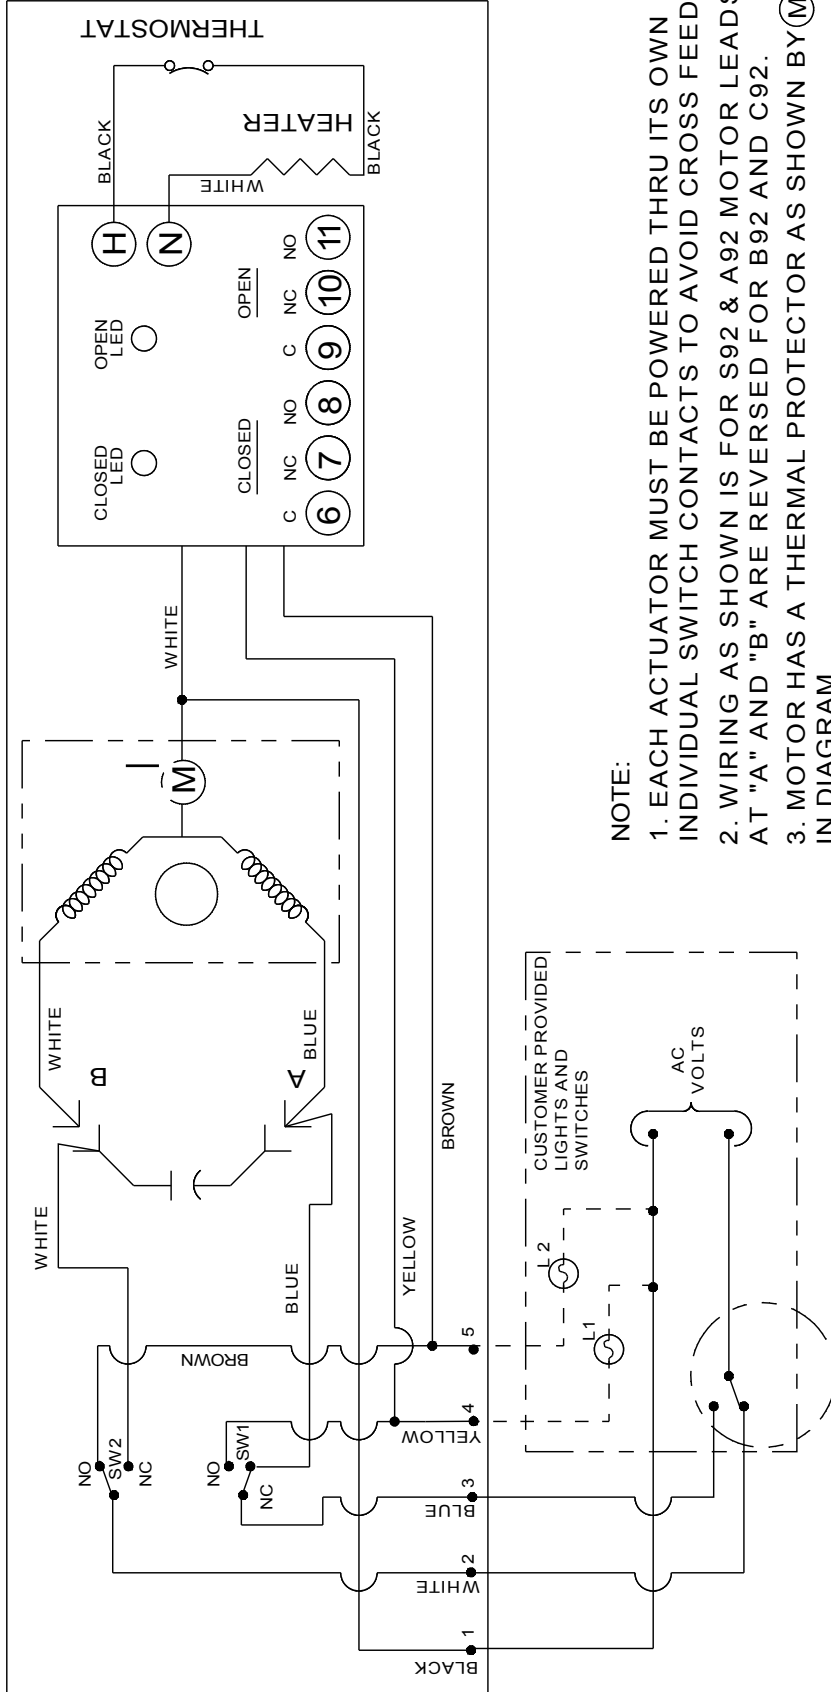 THERMOSTAT
BLACK
HEATER
WHITE
BLACK
H
N
OPEN
LED
CLOSED
LED
OPEN
CLOSED
C
NC
NO
C
NC
NO
6
7
8
9
10
11
WHITE
M
WHITE
B
BLUE
A
WHITE
BLUE
YELLOW
BROWN
BROWN
NO
SW2
NC
NO
SW1
NC
BLACK
1
WHITE
2
BLUE
3
YELLOW
4
5
CUSTOMER PROVIDED
LIGHTS AND
SWITCHES
L 2
L1
AC
VOLTS
NOTE:
1. EACH ACTUATOR MUST BE POWERED THRU ITS OWN
INDIVIDUAL SWITCH CONTACTS TO AVOID CROSS FEED
2. WIRING AS SHOWN IS FOR S92 & A92 MOTOR LEADS
AT "A" AND "B" ARE REVERSED FOR B92 AND C92.
3. MOTOR HAS A THERMAL PROTECTOR AS SHOWN BY M
IN DIAGRAM